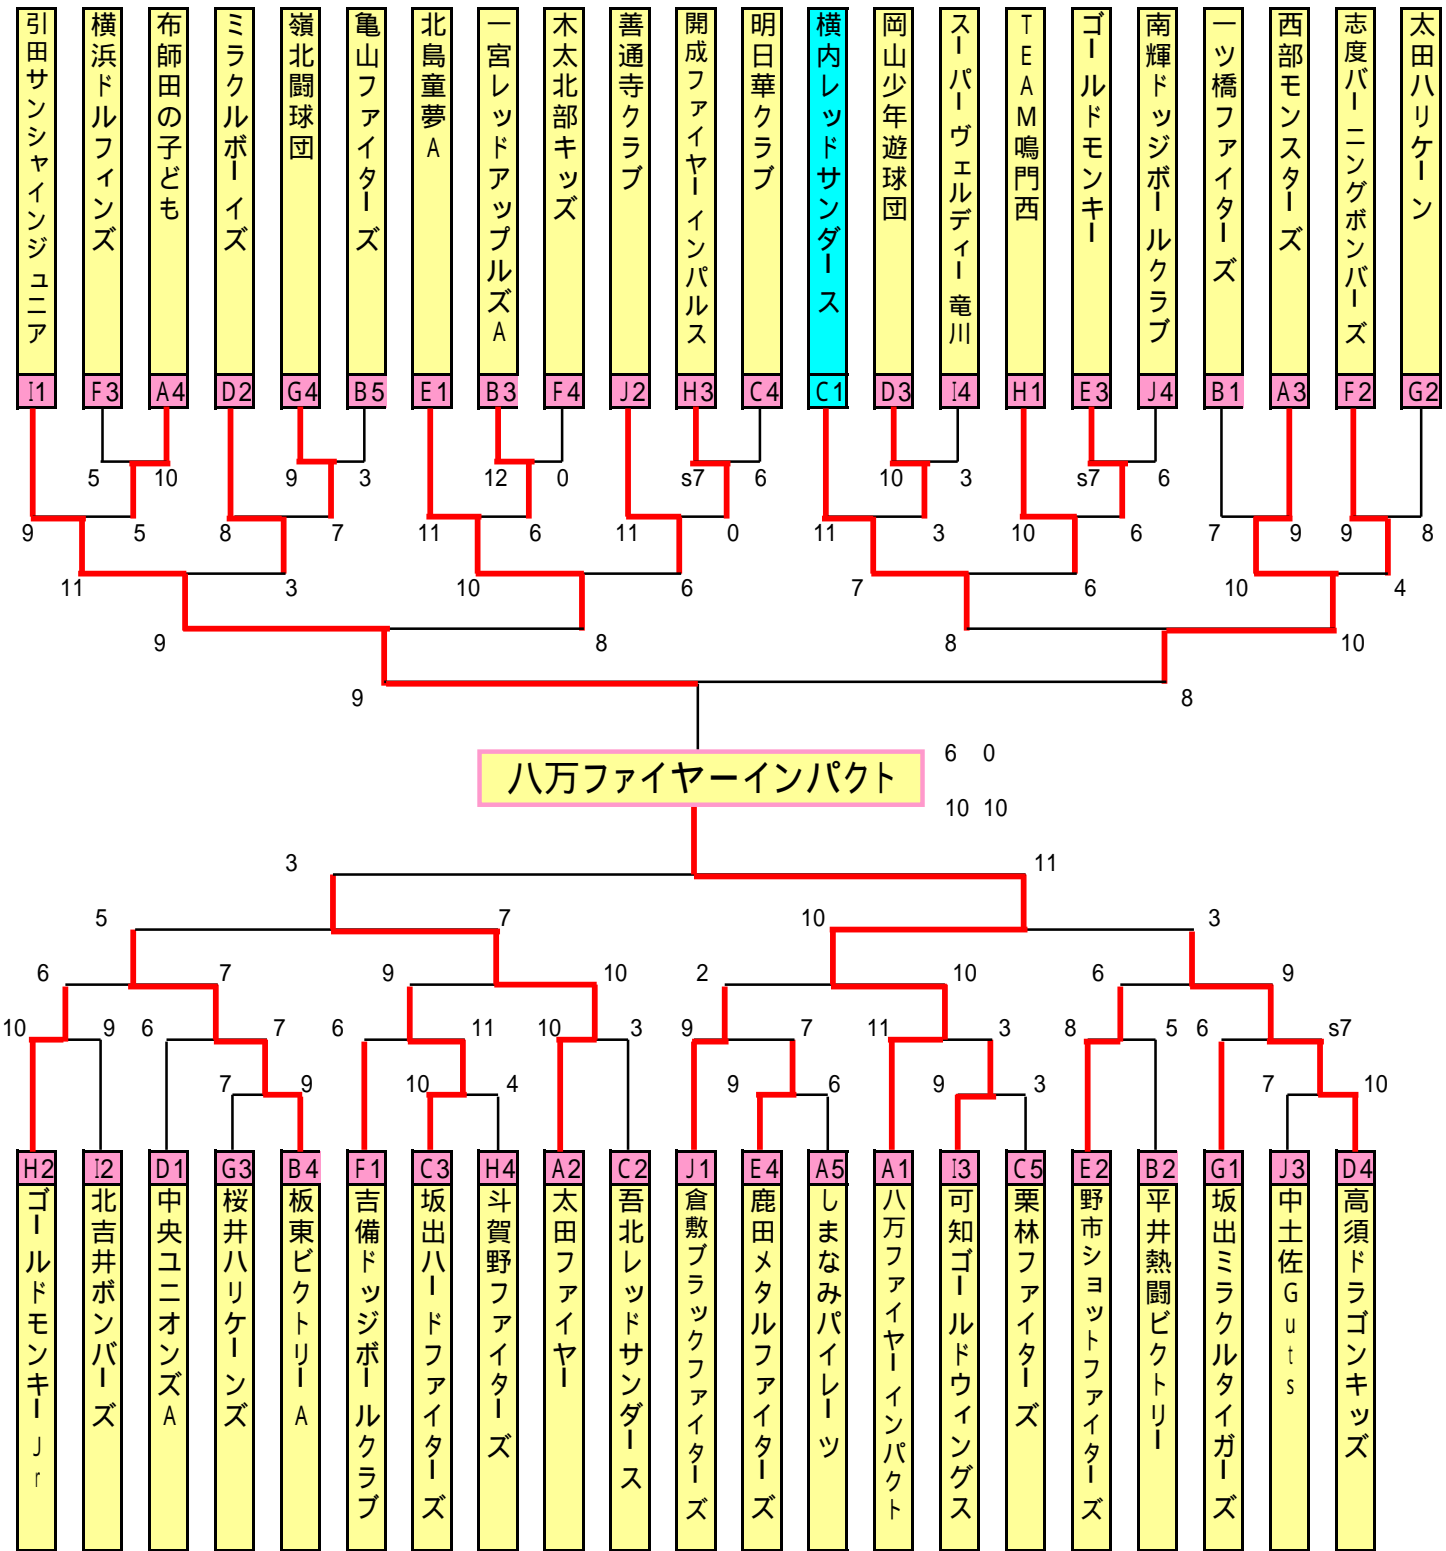 引田サンシャインジュニア
横浜ドルフィンズ
布師田の子ども
ミラクルボーイズ
嶺北闘球団
亀山ファイターズ
北島童夢A
一宮レッドアップルズA
木太北部キッズ
善通寺クラブ
開成ファイヤーインパルス
明日華クラブ
横内レッドサンダース
岡山少年遊球団
スーパーヴェルディー竜川
TEAM鳴門西
ゴールドモンキー
南輝ドッジボールクラブ
一ツ橋ファイターズ
西部モンスターズ
志度バーニングボンバーズ
太田ハリケーン
I1 F3 A4 D2 G4 B5 E1 B3 F4 J2 H3 C4 C1 D3 I4 H1 E3 J4 B1 A3 F2 G2
5 10 9 3 12 0 s7 6 10 3 s7 6
9 5 8 7 11 6 11 0 11 3 10 6 7 9 9 8
11 3 10 6 7 6 10 4
9 8 8 10
9 8
6 0
八万ファイヤーインパクト
10 10
3 11
5 7 10 3
6 7 9 10 2 10 6 9
10 9 6 7 6 11 10 3 9 7 11 3 8 5 6 s7
7 9 10 4 9 6 9 3 7 10
H2 I2 D1 G3 B4 F1 C3 H4 A2 C2 J1 E4 A5 A1 I3 C5 E2 B2 G1 J3 D4
ゴールドモンキーJr
北吉井ボンバーズ
中央ユニオンズA
桜井ハリケーンズ
板東ビクトリーA
吉備ドッジボールクラブ
坂出ハードファイターズ
斗賀野ファイターズ
太田ファイヤー
吾北レッドサンダース
倉敷ブラックファイターズ
鹿田メタルファイターズ
しまなみパイレーツ
八万ファイヤーインパクト
可知ゴールドウィングス
栗林ファイターズ
野市ショットファイターズ
平井熱闘ビクトリー
坂出ミラクルタイガーズ
中土佐Guts
高須ドラゴンキッズ